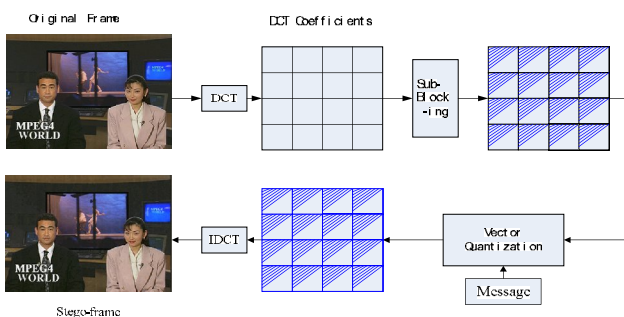 Original Frame
DCT Coefficients
DCT
Sub-
Block
-ing
MPEG4
WORLD
IDCT
Vector
Quantization
Message
MPEG4
WORLD
Stego-frame